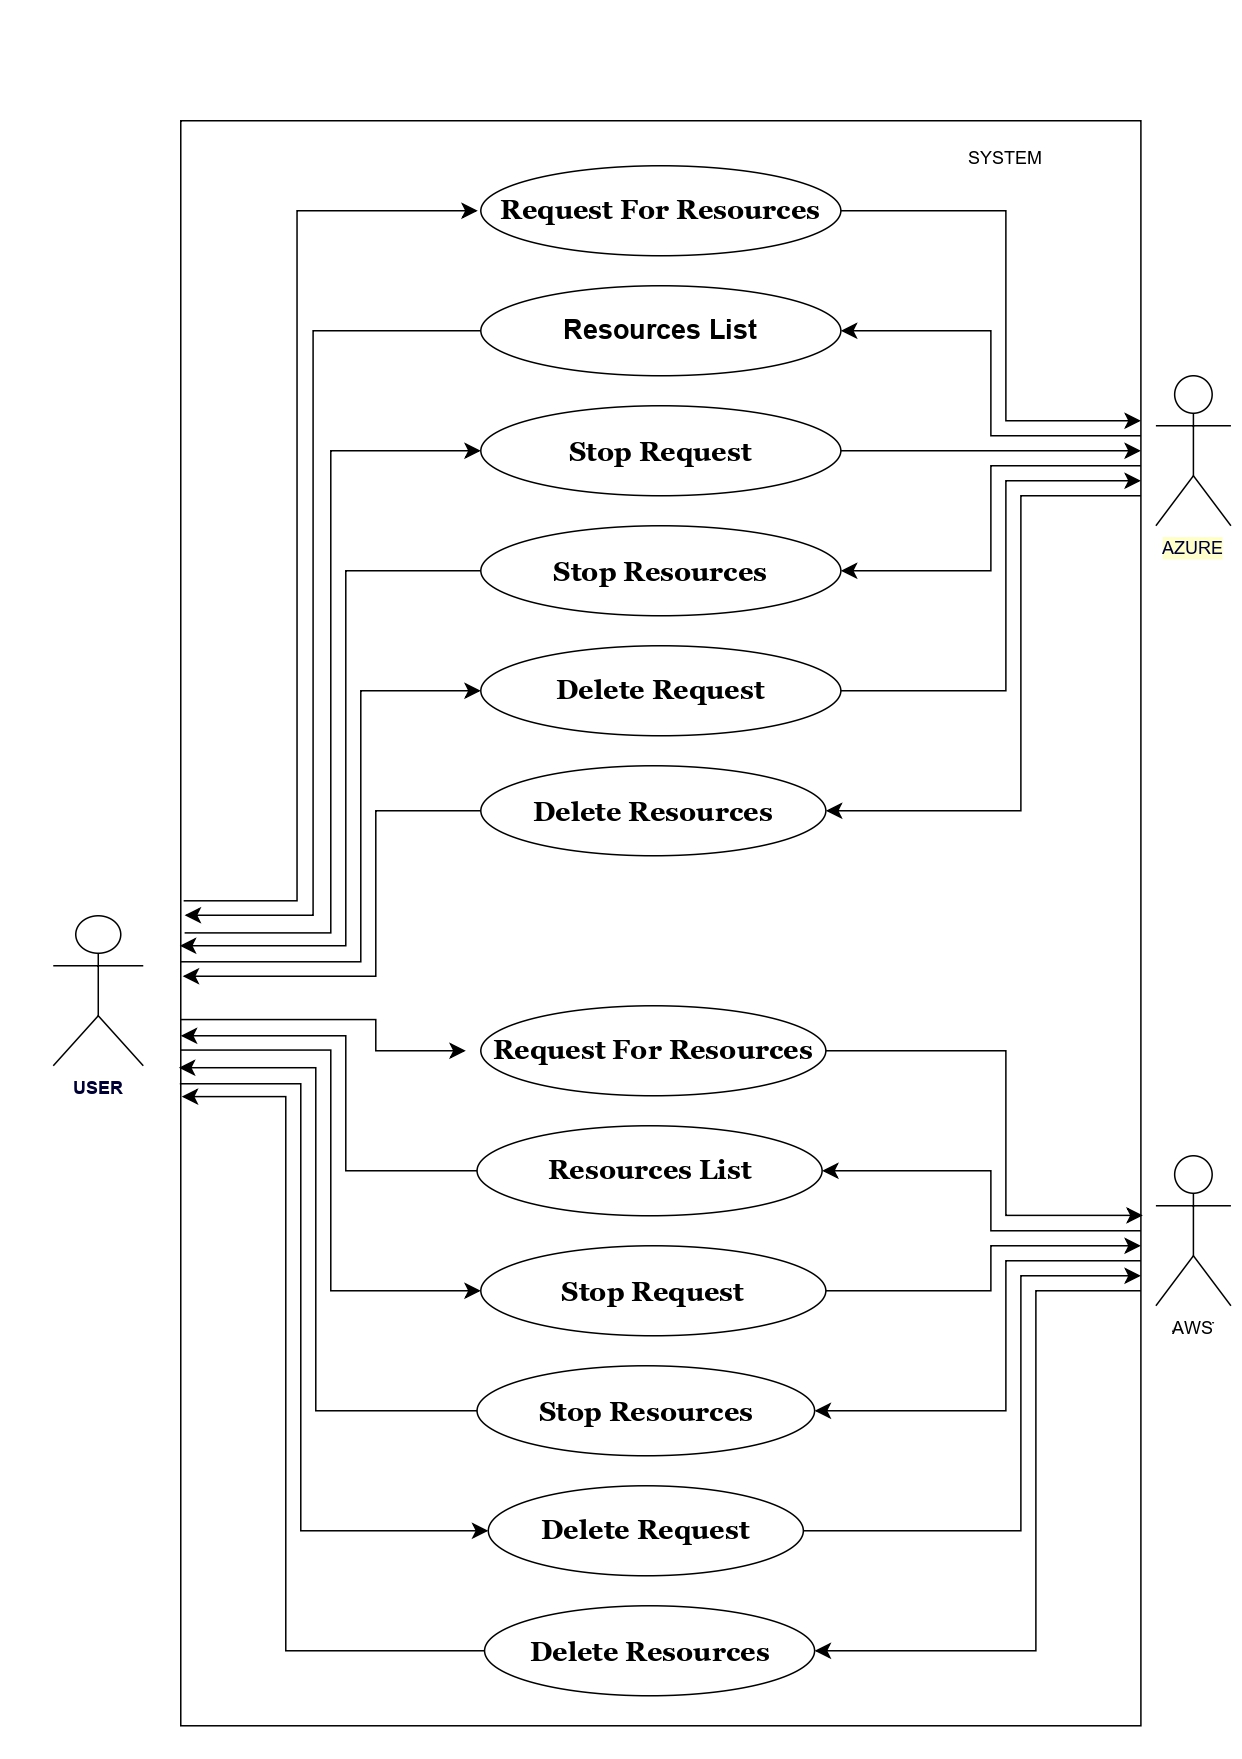 SYSTEM
Request For Resources
Resources List
Stop Request
AZURE
Stop Resources
Delete Request
Delete Resources
USER
Request For Resources
Resources List
Stop Request
AWS
Stop Resources
Delete Request
Delete Resources